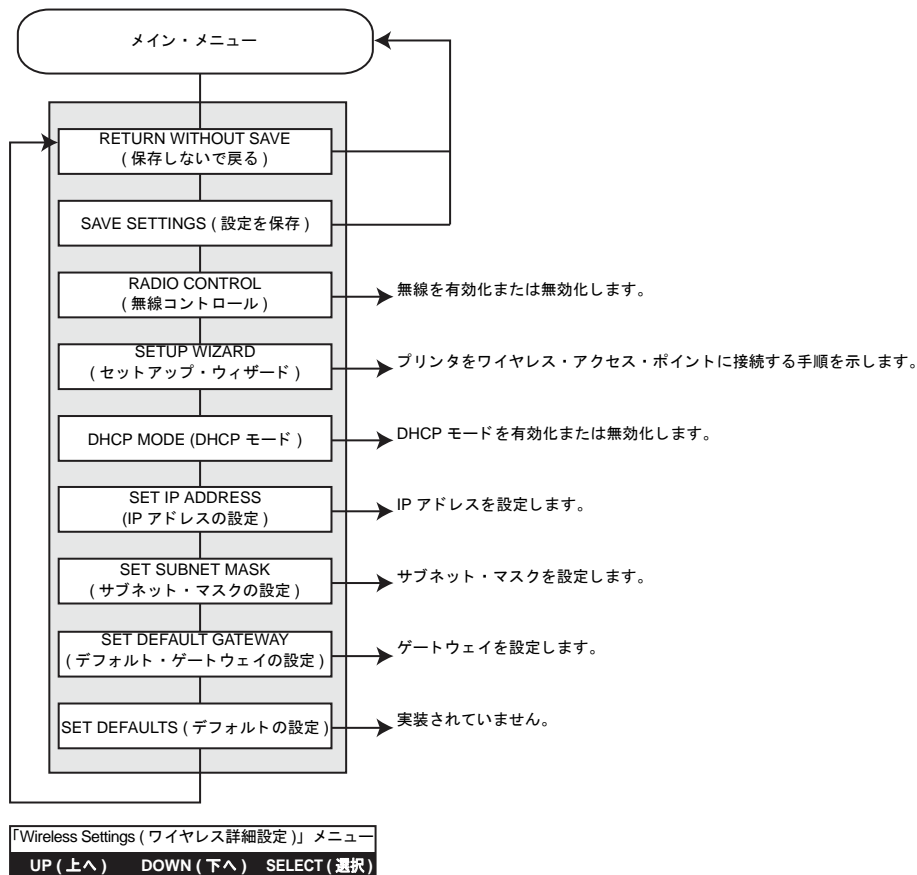 メイン・メニュー
RETURN WITHOUT SAVE
( 保存しないで戻る )
SAVE SETTINGS ( 設定を保存 )
RADIO CONTROL
( 無線コントロール )
無線を有効化または無効化します。
SETUP WIZARD
( セットアップ・ウィザード )
プリンタをワイヤレス・アクセス・ポイントに接続する手順を示します。
DHCP MODE (DHCP モード )
DHCP モードを有効化または無効化します。
SET IP ADDRESS
(IP アドレスの設定 )
IP アドレスを設定します。
SET SUBNET MASK
( サブネット・マスクの設定 )
サブネット・マスクを設定します。
SET DEFAULT GATEWAY
( デフォルト・ゲートウェイの設定 )
ゲートウェイを設定します。
SET DEFAULTS ( デフォルトの設定 )
実装されていません。
「Wireless Settings ( ワイヤレス詳細設定 )」メニュー
UP ( 上へ ) DOWN ( 下へ ) SELECT ( 選択 )